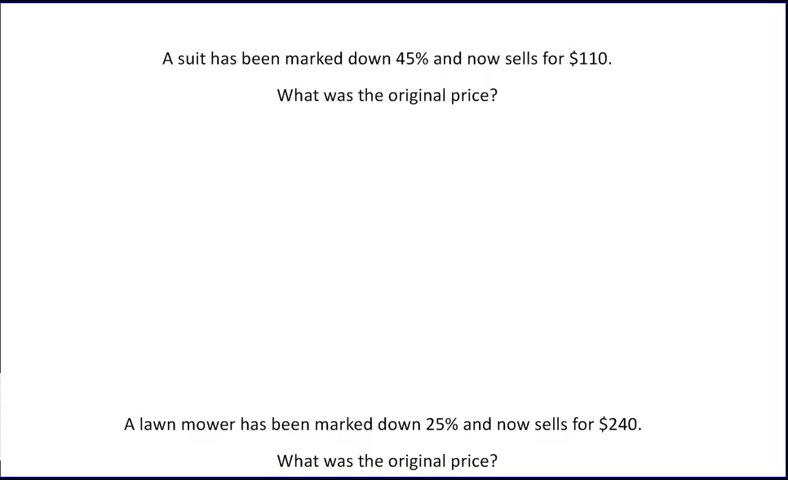 A suit has been marked down 45% and now sells for $110.
What was the original price?
A lawn mower has been marked down 25% and now sells for $240.
What was the original price?